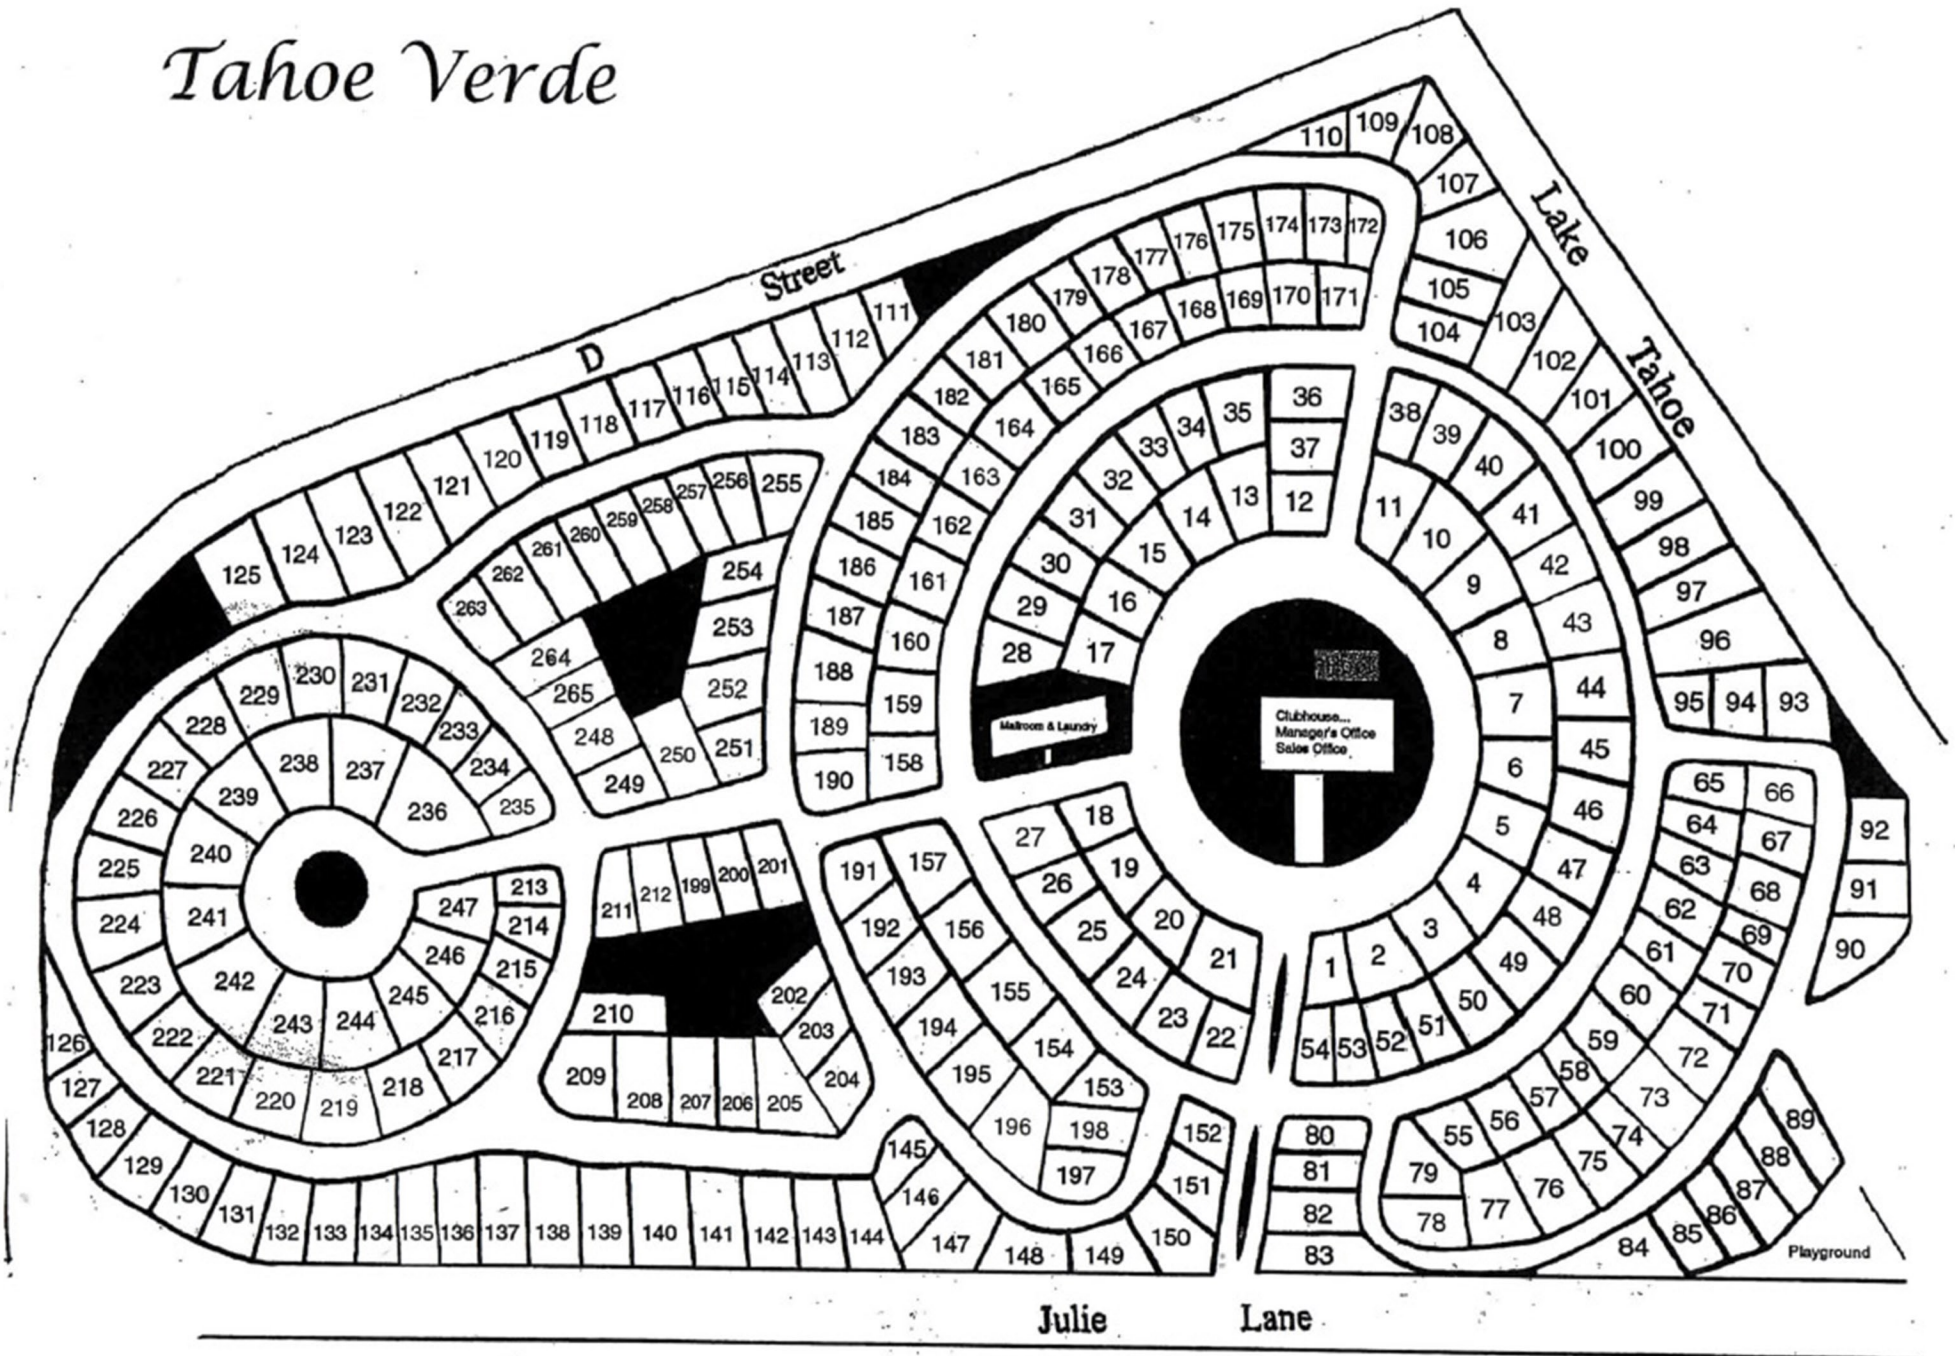 Tahoe Verde
Lake
Tahoe
Street
D
Julie
Lane
Clubhouse...
Manager's Office
Sales Office
Mailroom & Laundry
Playground
110 109 108
107
106
105
104 103
102
101
100
99
98
97
96
95 94 93
92
91
90
172 173 174 175 176 177 178 179 180 181 182 183 184 185 186 187 188 189 190
171 170 169 168 167 166 165 164 163 162 161 160 159 158
111 112 113 114 115 116 117 118 119 120 121 122 123 124 125
255 256 257 258 259 260 261 262 263
254
253
252
251
250
264
265
248
249
36
37
12
35 34 33 32 31 30 29 28
13 14 15 16 17
38 39 40 41 42 43 44 45 46 47 48 49 50 51 52 53 54
11 10 9 8 7 6 5 4 3 2 1
18 19 20 21
27 26 25 24 23 22
65 66
64 67
63 68
62 69
61 70
60 71
59 72
58 73
57 74
56 75
55 76
79 77
78
80
81
82
83
84 85 86 87 88 89
230 231 232 233 234 235
229 228 227 226 225 224 223 222 221 220 219 218 217 216 215 214 213
236 237 238 239 240 241 242 243 244 245 246 247
211 212 199 200 201
202
203
204
210
209 208 207 206 205
191 157
192 156
193 155
194 154
195 153
196 198
197
152
151
150
126
127
128
129
130
131
132 133 134 135 136 137 138 139 140 141 142 143 144
145
146
147
148 149